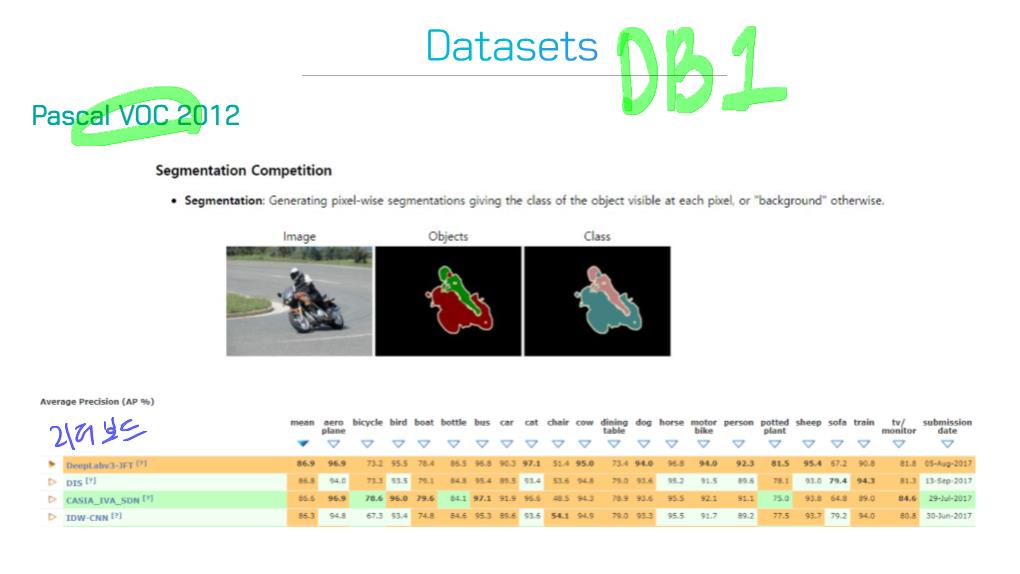 Datasets DB1
Pascal VOC 2012
Segmentation Competition
• Segmentation: Generating pixel-wise segmentations giving the class of the object visible at each pixel, or "background" otherwise.
Image Objects Class
Average Precision (AP %)
리더보드
mean aero plane bicycle bird boat bottle bus car cat chair cow dining table dog horse motor bike person potted plant sheep sofa train tv/ monitor submission date
DeepLabv3-JFT [?] 86.9 96.9 73.2 95.5 78.4 86.5 96.8 90.3 97.1 51.4 95.0 73.4 94.0 96.8 94.0 92.3 81.5 95.4 67.2 90.8 81.8 05-Aug-2017
DIS [?] 86.8 94.0 73.3 93.5 79.1 84.8 95.4 89.5 93.4 53.6 94.8 79.0 93.6 95.2 91.5 89.6 78.1 93.0 79.4 94.3 81.3 13-Sep-2017
CASIA_IVA_SDN [?] 86.6 96.9 78.6 96.0 79.6 84.1 97.1 91.9 96.6 48.5 94.3 78.9 93.6 95.5 92.1 91.1 75.0 93.8 64.8 89.0 84.6 29-Jul-2017
IDW-CNN [?] 86.3 94.8 67.3 93.4 74.8 84.6 95.3 89.6 93.6 54.1 94.9 79.0 93.3 95.5 91.7 89.2 77.5 93.7 79.2 94.0 80.8 30-Jun-2017